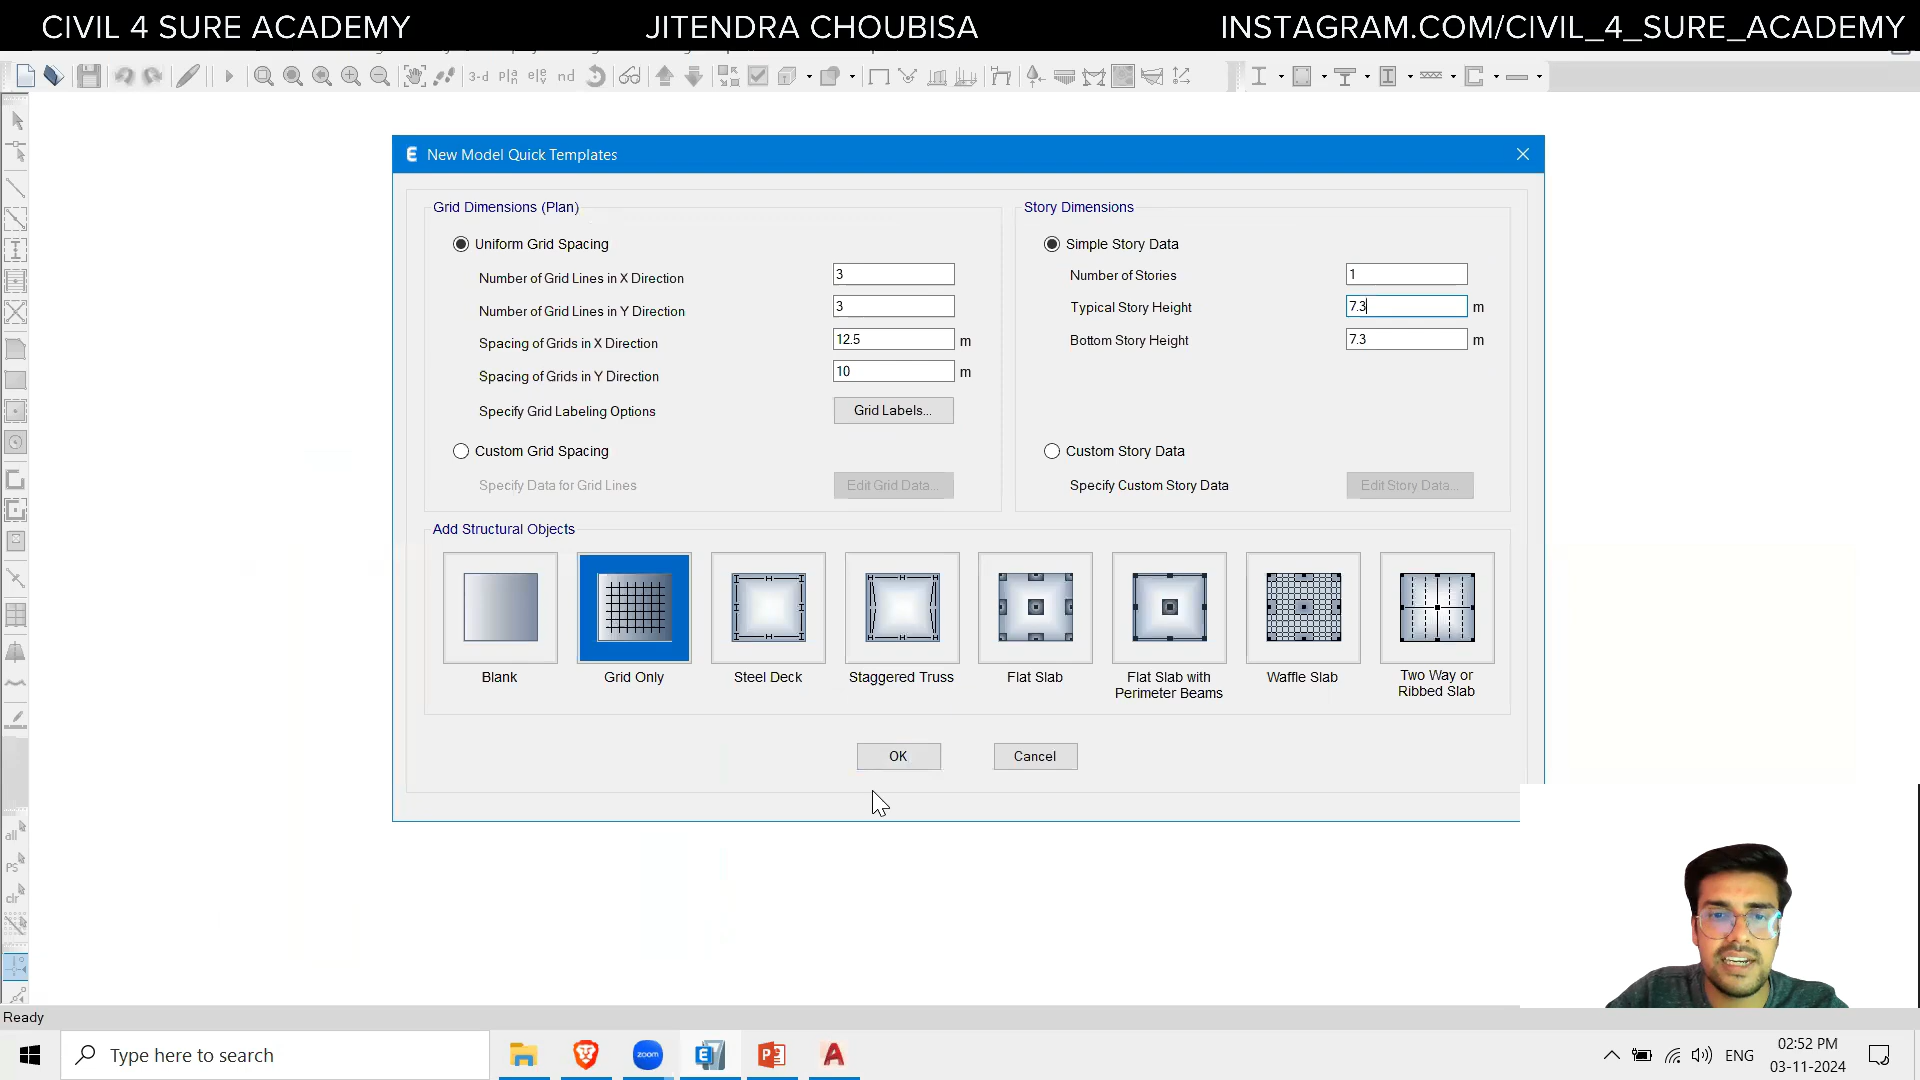 CIVIL 4 SURE ACADEMY JITENDRA CHOUBISA INSTAGRAM.COM/CIVIL_4_SURE_ACADEMY
3-d nd
New Model Quick Templates
Grid Dimensions (Plan)
Uniform Grid Spacing
Number of Grid Lines in X Direction 3
Number of Grid Lines in Y Direction 3
Spacing of Grids in X Direction 12.5 m
Spacing of Grids in Y Direction 10 m
Specify Grid Labeling Options Grid Labels...
Custom Grid Spacing
Specify Data for Grid Lines Edit Grid Data...
Story Dimensions
Simple Story Data
Number of Stories 1
Typical Story Height 7.3 m
Bottom Story Height 7.3 m
Custom Story Data
Specify Custom Story Data Edit Story Data...
Add Structural Objects
Blank
Grid Only
Steel Deck
Staggered Truss
Flat Slab
Flat Slab with
Perimeter Beams
Waffle Slab
Two Way or
Ribbed Slab
OK Cancel
all
PS
clr
Ready
Type here to search
zoom
ENG
02:52 PM
03-11-2024